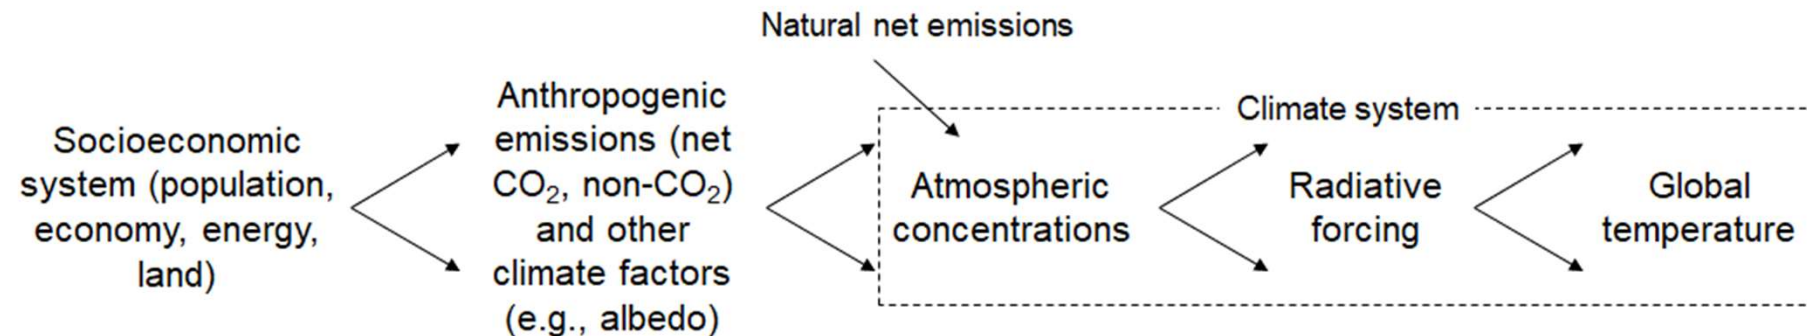 Natural net emissions
Socioeconomic
system (population,
economy, energy,
land)
Anthropogenic
emissions (net
CO₂, non-CO₂)
and other
climate factors
(e.g., albedo)
Climate system
Atmospheric
concentrations
Radiative
forcing
Global
temperature